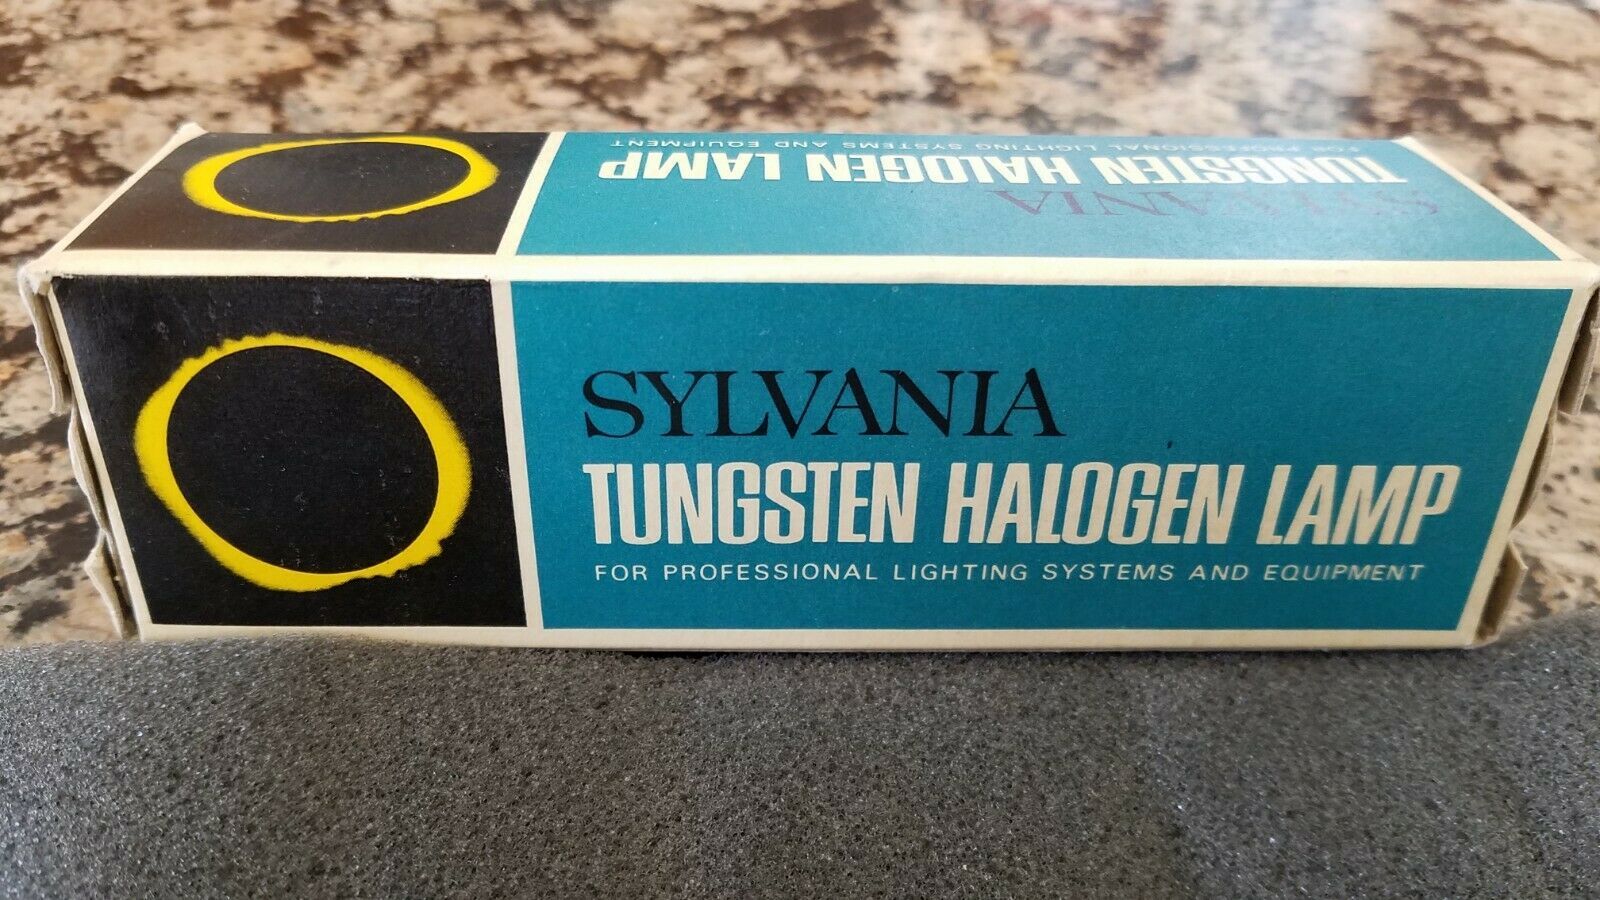 FOR PROFESSIONAL LIGHTING SYSTEMS AND EQUIPMENT
TUNGSTEN HALOGEN LAMP
SYLVANIA
SYLVANIA
TUNGSTEN HALOGEN LAMP
FOR PROFESSIONAL LIGHTING SYSTEMS AND EQUIPMENT